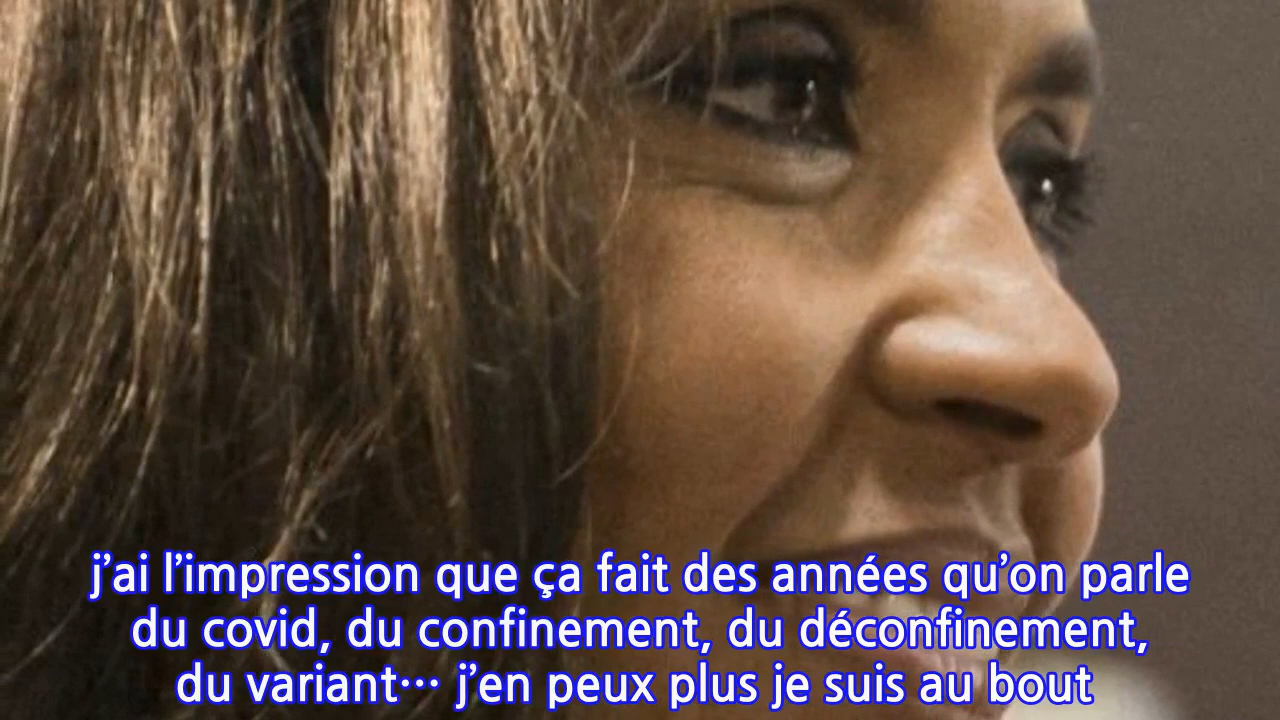 j’ai l’impression que ça fait des années qu’on parle
du covid, du confinement, du déconfinement,
du variant… j’en peux plus je suis au bout